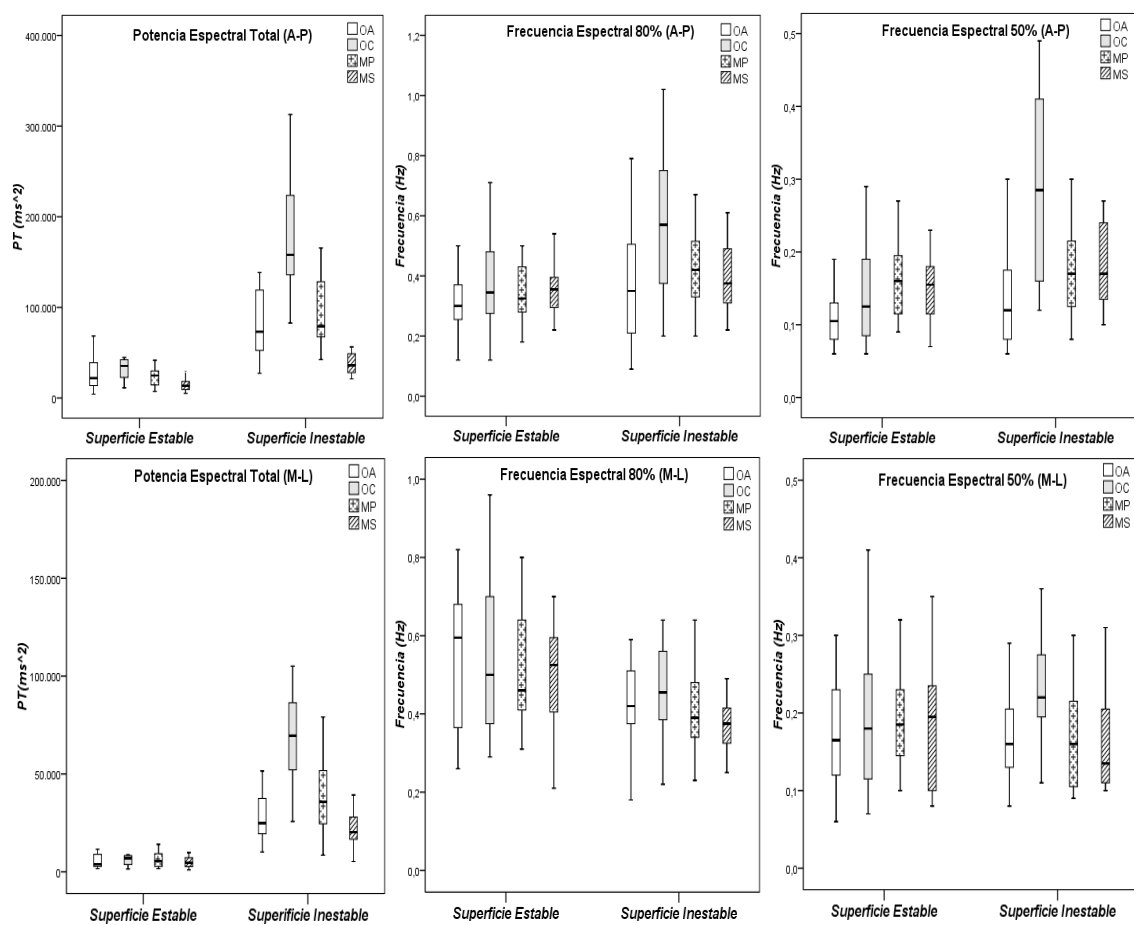 Potencia Espectral Total (A-P)
OA
OC
MP
MS
400.000
300.000
200.000
100.000
0
PT (ms^2)
Superficie Estable
Superficie Inestable
Frecuencia Espectral 80% (A-P)
OA
OC
MP
MS
1,2
1,0
0,8
0,6
0,4
0,2
0,0
Frecuencia (Hz)
Superficie Estable
Superficie Inestable
Frecuencia Espectral 50% (A-P)
OA
OC
MP
MS
0,5
0,4
0,3
0,2
0,1
0,0
Frecuencia (Hz)
Superficie Estable
Superficie Inestable
Potencia Espectral Total (M-L)
OA
OC
MP
MS
200.000
150.000
100.000
50.000
0
PT(ms^2)
Superficie Estable
Superificie Inestable
Frecuencia Espectral 80% (M-L)
OA
OC
MP
MS
1,0
0,8
0,6
0,4
0,2
0,0
Frecuencia (Hz)
Superficie Estable
Superficie Inestable
Frecuencia Espectral 50% (M-L)
OA
OC
MP
MS
0,5
0,4
0,3
0,2
0,1
0,0
Frecuencia (Hz)
Superficie Estable
Superficie Inestable